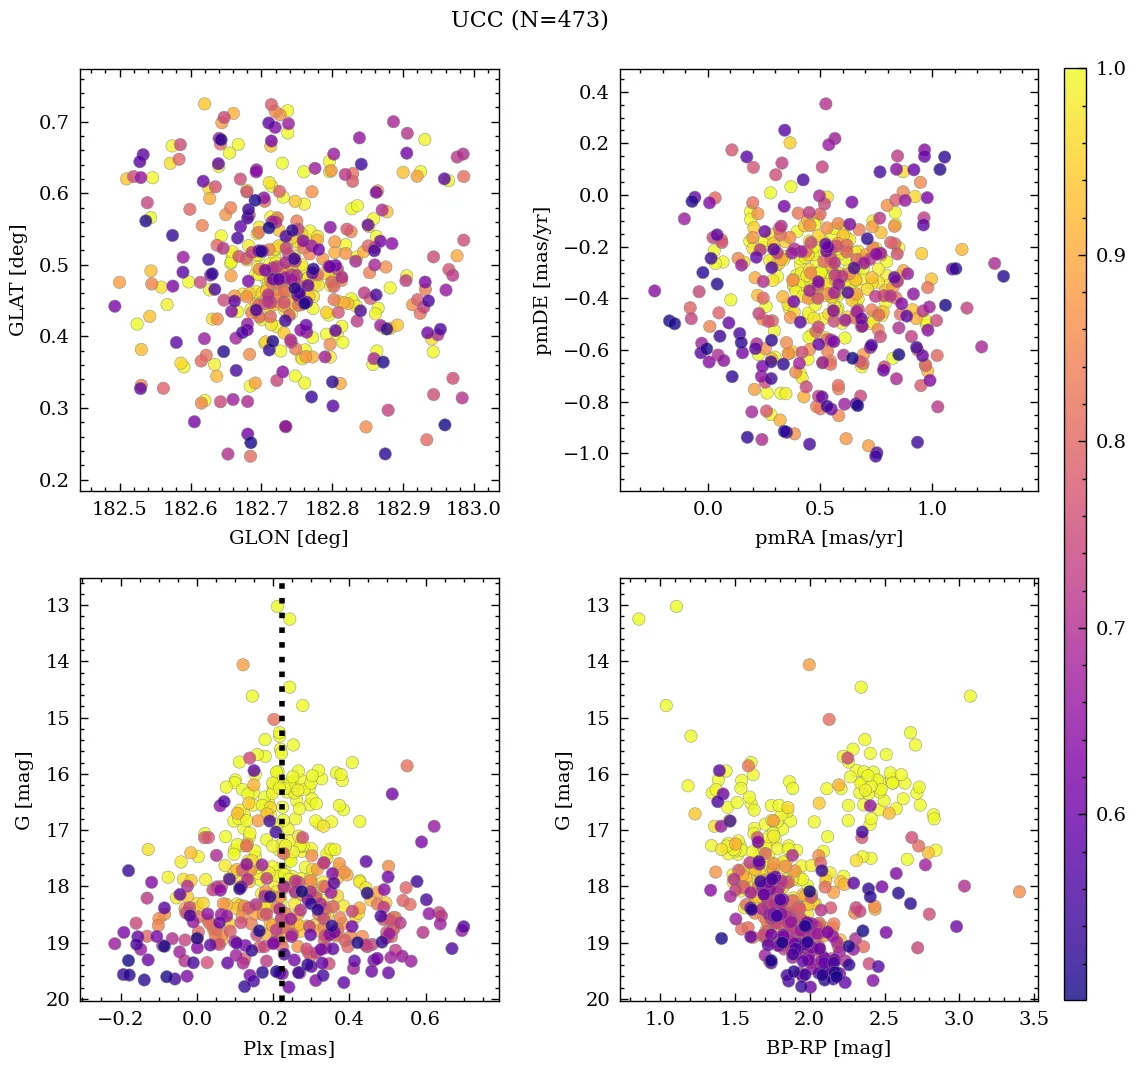 UCC (N=473)
0.7
0.6
0.5
0.4
0.3
0.2
GLAT [deg]
182.5 182.6 182.7 182.8 182.9 183.0
GLON [deg]
0.4
0.2
0.0
−0.2
−0.4
−0.6
−0.8
−1.0
pmDE [mas/yr]
0.0 0.5 1.0
pmRA [mas/yr]
13
14
15
16
17
18
19
20
G [mag]
−0.2 0.0 0.2 0.4 0.6
Plx [mas]
13
14
15
16
17
18
19
20
G [mag]
1.0 1.5 2.0 2.5 3.0 3.5
BP-RP [mag]
1.0
0.9
0.8
0.7
0.6